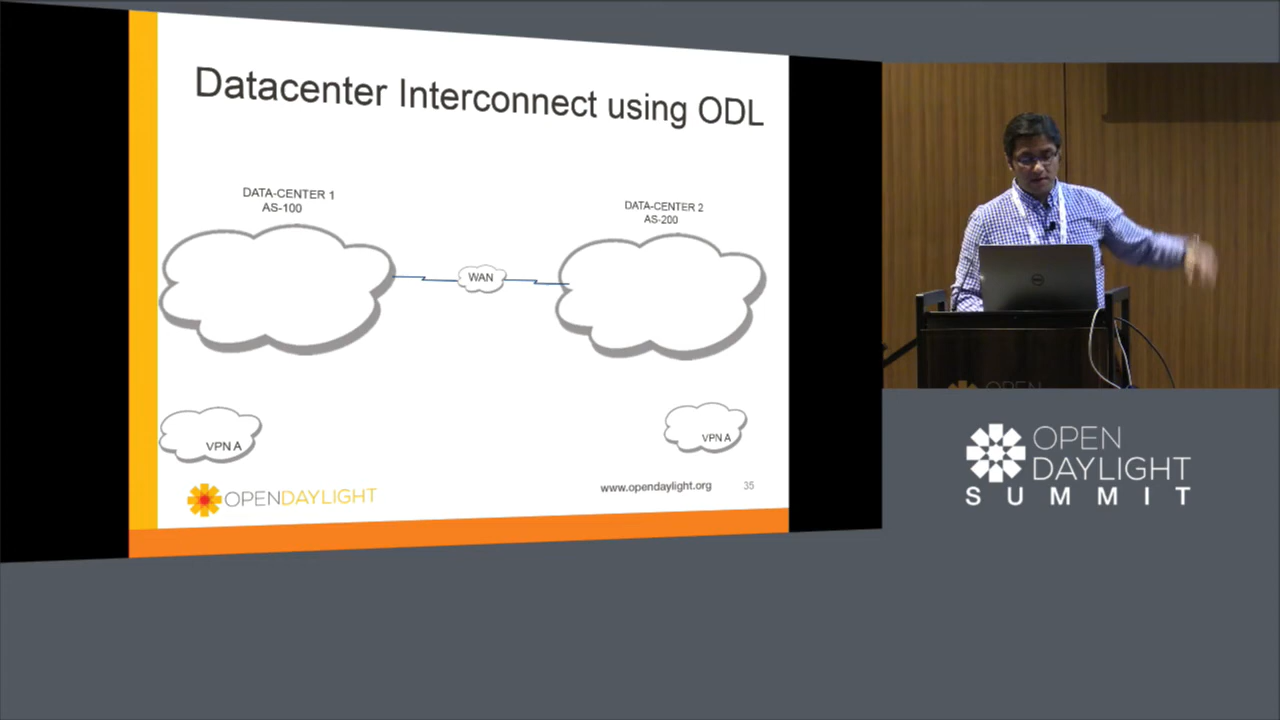 Datacenter Interconnect using ODL
DATA-CENTER 1
AS-100
DATA-CENTER 2
AS-200
WAN
VPN A
VPN A
OPENDAYLIGHT
www.opendaylight.org
35
OPEN
OPEN
DAYLIGHT
SUMMIT